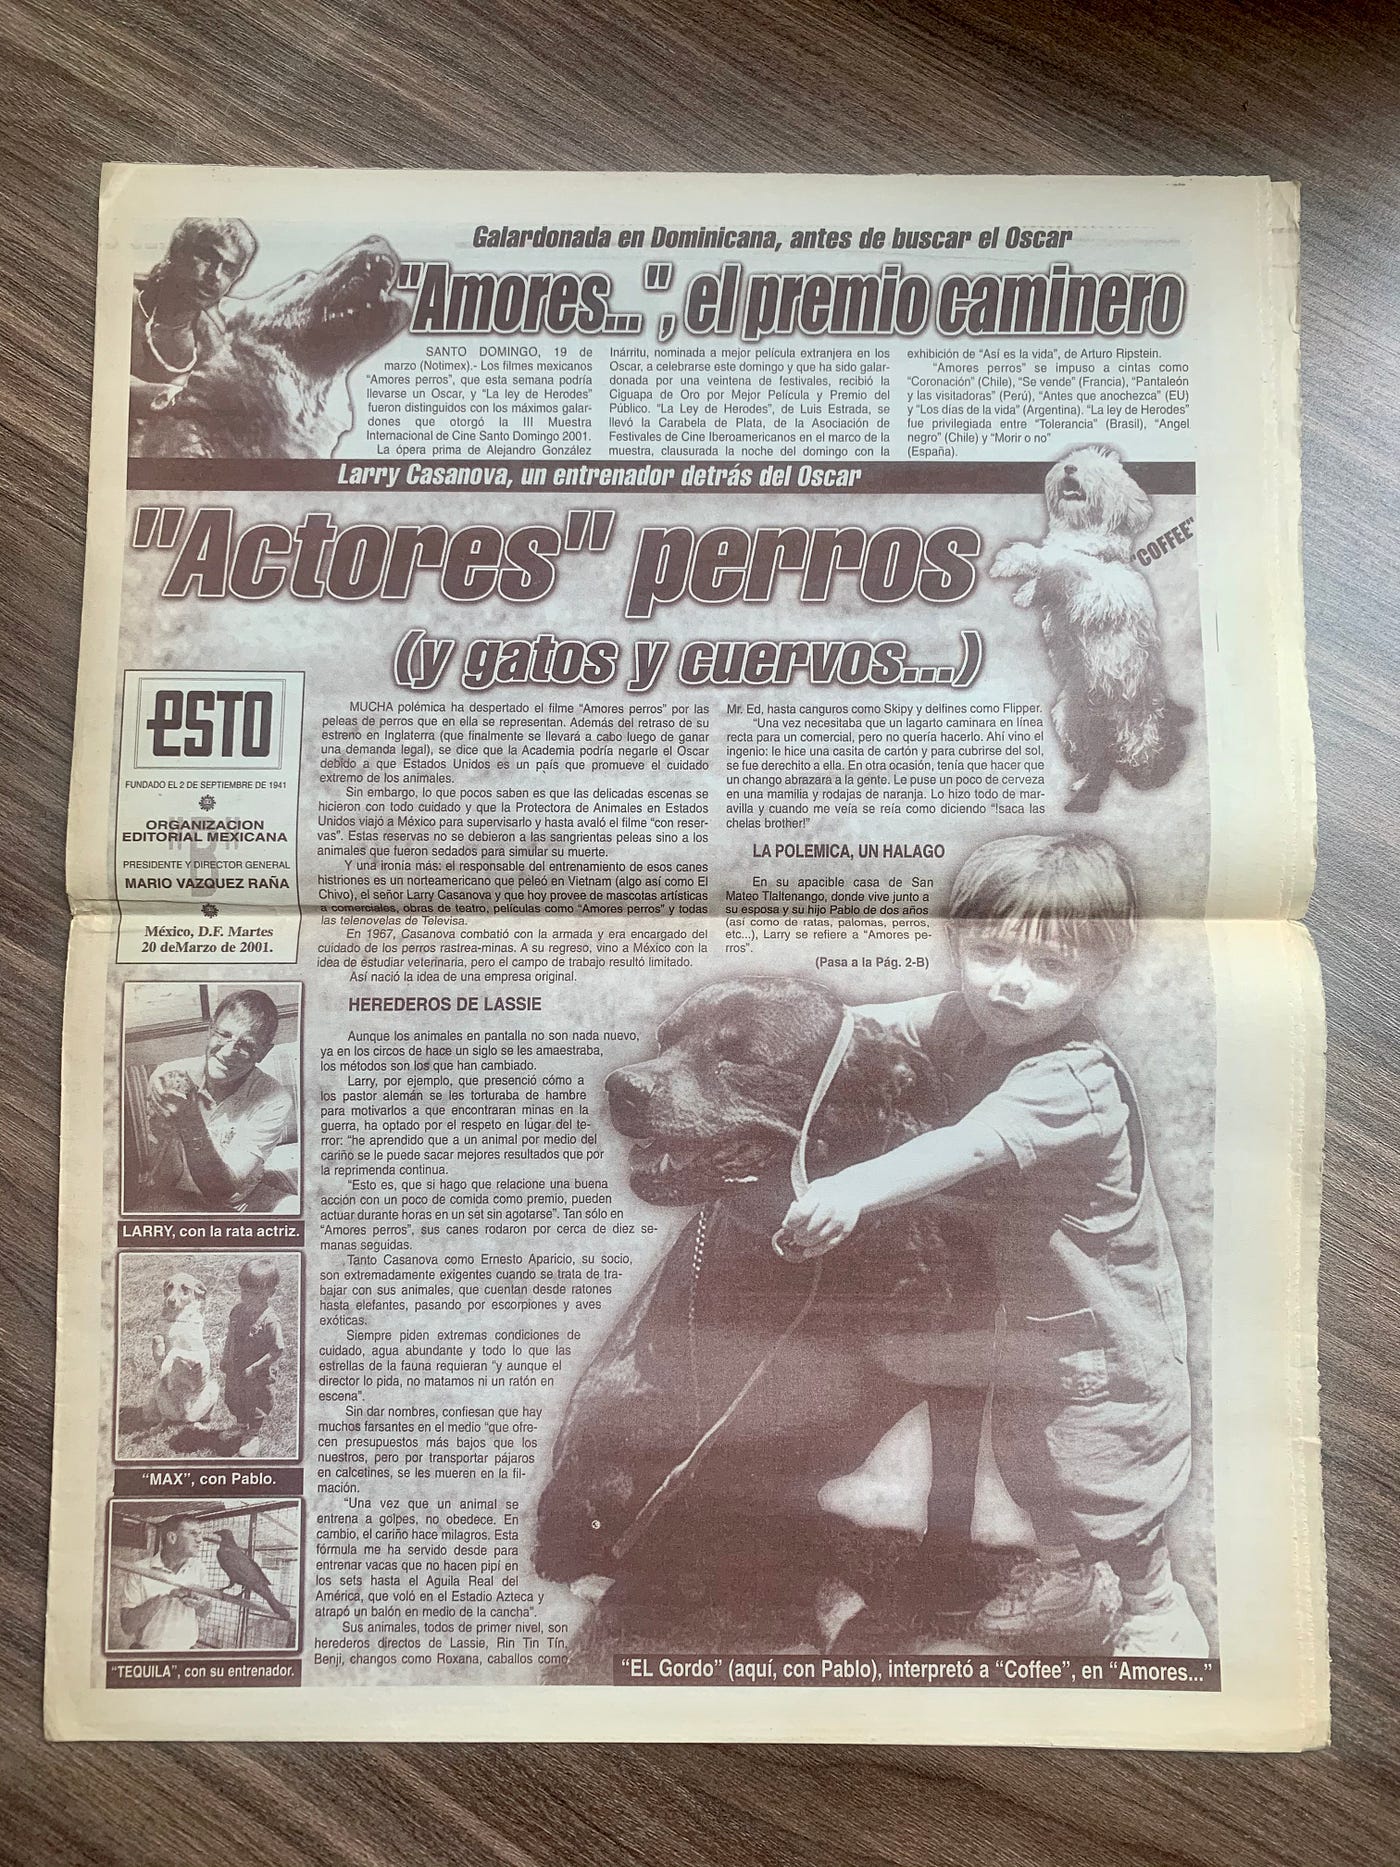 Galardonada en Dominicana, antes de buscar el Oscar
"Amores...", el premio caminero
SANTO DOMINGO, 19 de
marzo (Notimex).- Los filmes mexicanos
"Amores perros", que esta semana podría
llevarse un Oscar, y "La ley de Herodes"
fueron distinguidos con los máximos galar-
dones que otorgó la III Muestra
Internacional de Cine Santo Domingo 2001.
La ópera prima de Alejandro González
Inárritu, nominada a mejor película extranjera en los
Oscar, a celebrarse este domingo y que ha sido galar-
donada por una veintena de festivales, recibió la
Ciguapa de Oro por Mejor Película y Premio del
Público. "La Ley de Herodes", de Luis Estrada, se
llevó la Carabela de Plata, de la Asociación de
Festivales de Cine Iberoamericanos en el marco de la
muestra, clausurada la noche del domingo con la
exhibición de "Así es la vida", de Arturo Ripstein.
"Amores perros" se impuso a cintas como
"Coronación" (Chile), "Se vende" (Francia), "Pantaleón
y las visitadoras" (Perú), "Antes que anochezca" (EU)
y "Los días de la vida" (Argentina). "La ley de Herodes"
fue privilegiada entre "Tolerancia" (Brasil), "Angel
negro" (Chile) y "Morir o no"
(España).
Larry Casanova, un entrenador detrás del Oscar
"Actores" perros
(y gatos y cuervos...)
"COFFEE"
esto
FUNDADO EL 2 DE SEPTIEMBRE DE 1941
ORGANIZACION
EDITORIAL MEXICANA
PRESIDENTE Y DIRECTOR GENERAL
MARIO VAZQUEZ RAÑA
México, D.F. Martes
20 deMarzo de 2001.
MUCHA polémica ha despertado el filme "Amores perros" por las
peleas de perros que en ella se representan. Además del retraso de su
estreno en Inglaterra (que finalmente se llevará a cabo luego de ganar
una demanda legal), se dice que la Academia podría negarle el Oscar
debido a que Estados Unidos es un país que promueve el cuidado
extremo de los animales.
Sin embargo, lo que pocos saben es que las delicadas escenas se
hicieron con todo cuidado y que la Protectora de Animales en Estados
Unidos viajó a México para supervisarlo y hasta avaló el filme "con reser-
vas". Estas reservas no se debieron a las sangrientas peleas sino a los
animales que fueron sedados para simular su muerte.
Y una ironía más: el responsable del entrenamiento de esos canes
histriones es un norteamericano que peleó en Vietnam (algo así como El
Chivo), el señor Larry Casanova y que hoy provee de mascotas artísticas
a comerciales, obras de teatro, películas como "Amores perros" y todas
las telenovelas de Televisa.
En 1967, Casanova combatió con la armada y era encargado del
cuidado de los perros rastrea-minas. A su regreso, vino a México con la
idea de estudiar veterinaria, pero el campo de trabajo resultó limitado.
Así nació la idea de una empresa original.
HEREDEROS DE LASSIE
Aunque los animales en pantalla no son nada nuevo,
ya en los circos de hace un siglo se les amaestraba,
los métodos son los que han cambiado.
Larry, por ejemplo, que presenció cómo a
los pastor alemán se les torturaba de hambre
para motivarlos a que encontraran minas en la
guerra, ha optado por el respeto en lugar del te-
rror: "he aprendido que a un animal por medio del
cariño se le puede sacar mejores resultados que por
la reprimenda continua.
"Esto es, que si hago que relacione una buena
acción con un poco de comida como premio, pueden
actuar durante horas en un set sin agotarse". Tan sólo en
"Amores perros", sus canes rodaron por cerca de diez se-
manas seguidas.
Tanto Casanova como Ernesto Aparicio, su socio,
son extremadamente exigentes cuando se trata de tra-
bajar con sus animales, que cuentan desde ratones
hasta elefantes, pasando por escorpiones y aves
exóticas.
Siempre piden extremas condiciones de
cuidado, agua abundante y todo lo que las
estrellas de la fauna requieran "y aunque el
director lo pida, no matamos ni un ratón en
escena".
Sin dar nombres, confiesan que hay
muchos farsantes en el medio "que ofre-
cen presupuestos más bajos que los
nuestros, pero por transportar pájaros
en calcetines, se les mueren en la fil-
mación.
"Una vez que un animal se
entrena a golpes, no obedece. En
cambio, el cariño hace milagros. Esta
fórmula me ha servido desde para
entrenar vacas que no hacen pipí en
los sets hasta el Aguila Real del
América, que voló en el Estadio Azteca y
atrapó un balón en medio de la cancha".
Sus animales, todos de primer nivel, son
herederos directos de Lassie, Rin Tin Tín,
Benji, changos como Roxana, caballos como
Mr. Ed, hasta canguros como Skipy y delfines como Flipper.
"Una vez necesitaba que un lagarto caminara en línea
recta para un comercial, pero no quería hacerlo. Ahí vino el
ingenio: le hice una casita de cartón y para cubrirse del sol,
se fue derechito a ella. En otra ocasión, tenía que hacer que
un chango abrazara a la gente. Le puse un poco de cerveza
en una mamilia y rodajas de naranja. Lo hizo todo de mar-
avilla y cuando me veía se reía como diciendo "!saca las
chelas brother!"
LA POLEMICA, UN HALAGO
En su apacible casa de San
Mateo Tlaltenango, donde vive junto a
su esposa y su hijo Pablo de dos años
(así como de ratas, palomas, perros,
etc...), Larry se refiere a "Amores pe-
rros".
(Pasa a la Pág. 2-B)
LARRY, con la rata actriz.
"MAX", con Pablo.
"TEQUILA", con su entrenador.
"EL Gordo" (aquí, con Pablo), interpretó a "Coffee", en "Amores..."